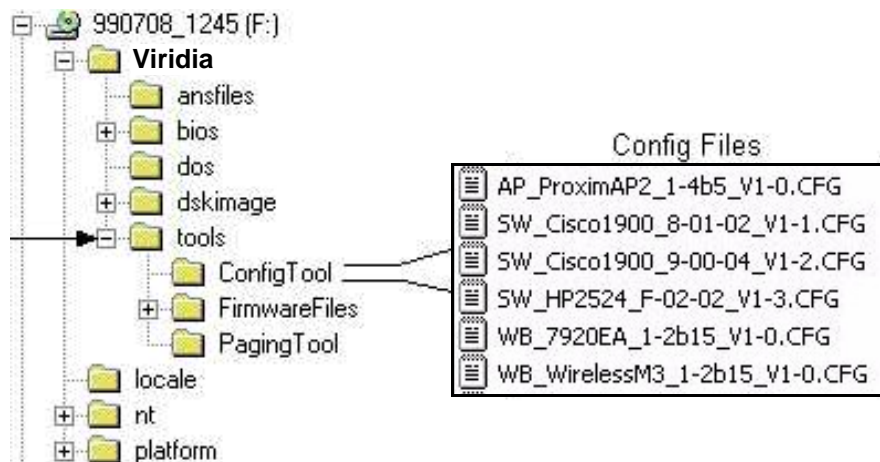 990708_1245 (F:)
Viridia
ansfiles
bios
dos
dskimage
tools
ConfigTool
FirmwareFiles
PagingTool
locale
nt
platform
Config Files
AP_ProximAP2_1-4b5_V1-0.CFG
SW_Cisco1900_8-01-02_V1-1.CFG
SW_Cisco1900_9-00-04_V1-2.CFG
SW_HP2524_F-02-02_V1-3.CFG
WB_7920EA_1-2b15_V1-0.CFG
WB_WirelessM3_1-2b15_V1-0.CFG